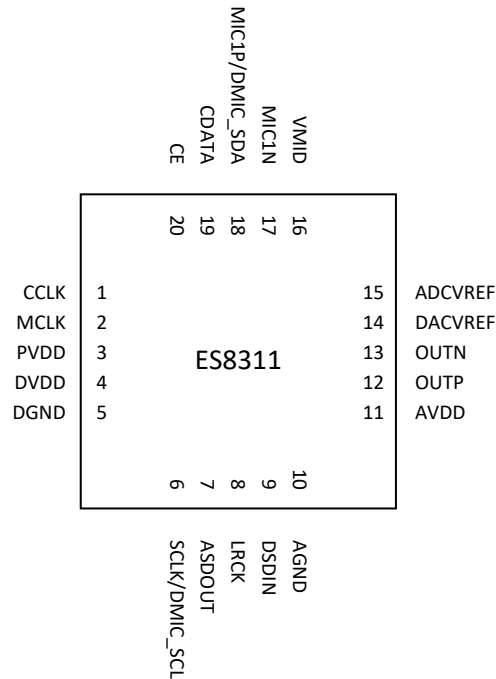 CE
CDATA
MIC1P/DMIC_SDA
MIC1N
VMID
20
19
18
17
16
CCLK 1
MCLK 2
PVDD 3
DVDD 4
DGND 5
ES8311
15 ADCVREF
14 DACVREF
13 OUTN
12 OUTP
11 AVDD
6
7
8
9
10
SCLK/DMIC_SCL
ASDOUT
LRCK
DSDIN
AGND